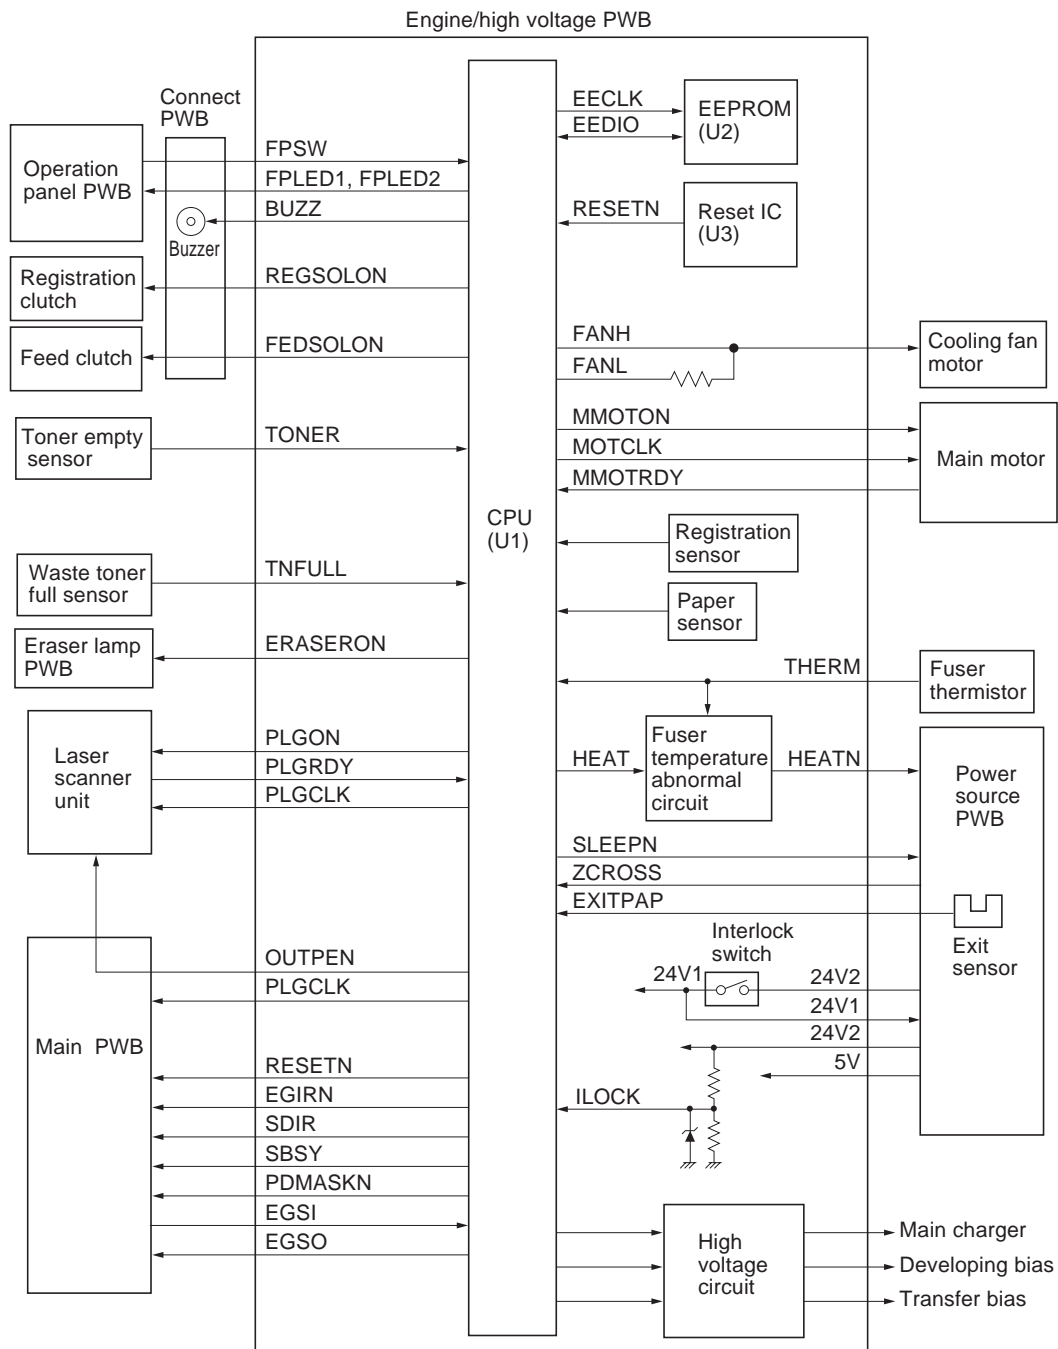 Engine/high voltage PWB
Connect
PWB
Operation
panel PWB
FPSW
FPLED1, FPLED2
BUZZ
Buzzer
Registration
clutch
REGSOLON
Feed clutch
FEDSOLON
Toner empty
sensor
TONER
Waste toner
full sensor
TNFULL
Eraser lamp
PWB
ERASERON
Laser
scanner
unit
PLGON
PLGRDY
PLGCLK
Main PWB
OUTPEN
PLGCLK
RESETN
EGIRN
SDIR
SBSY
PDMASKN
EGSI
EGSO
CPU
(U1)
EECLK
EEDIO
EEPROM
(U2)
RESETN
Reset IC
(U3)
FANH
FANL
Cooling fan
motor
MMOTON
MOTCLK
MMOTRDY
Main motor
Registration
sensor
Paper
sensor
THERM
Fuser
thermistor
HEAT
Fuser
temperature
abnormal
circuit
HEATN
Power
source
PWB
SLEEPN
ZCROSS
EXITPAP
Exit
sensor
Interlock
switch
24V1
24V2
24V1
24V2
5V
ILOCK
High
voltage
circuit
Main charger
Developing bias
Transfer bias